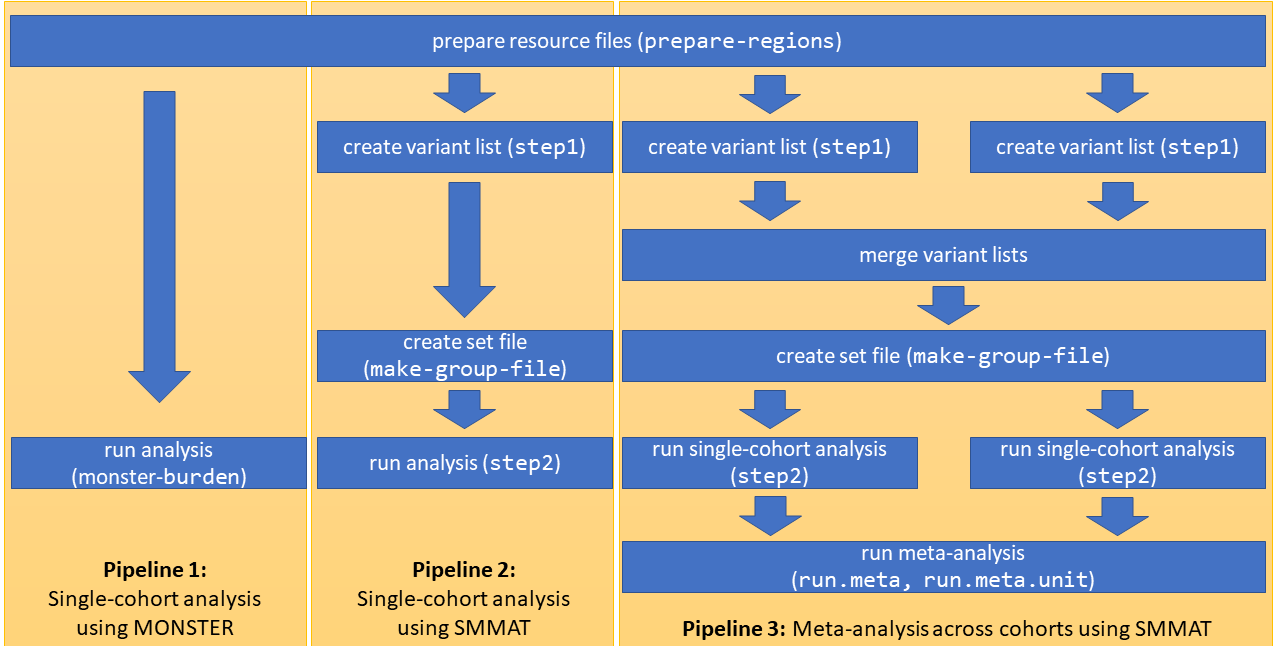 prepare resource files (prepare-regions)
create variant list (step1)
create variant list (step1)
create variant list (step1)
merge variant lists
create set file
(make-group-file)
create set file (make-group-file)
run analysis
(monster-burden)
run analysis (step2)
run single-cohort analysis
(step2)
run single-cohort analysis
(step2)
run meta-analysis
(run.meta, run.meta.unit)
Pipeline 1:
Single-cohort analysis
using MONSTER
Pipeline 2:
Single-cohort analysis
using SMMAT
Pipeline 3: Meta-analysis across cohorts using SMMAT